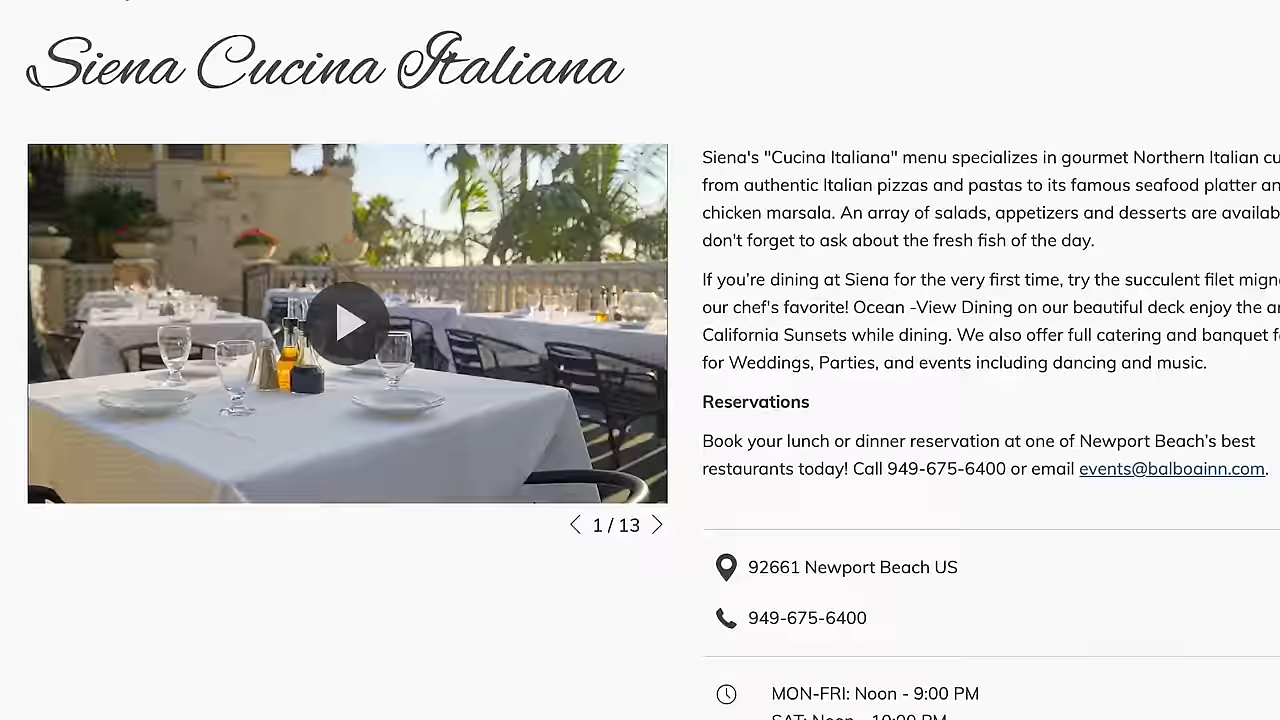 Siena Cucina Italiana
Siena's "Cucina Italiana" menu specializes in gourmet Northern Italian
from authentic Italian pizzas and pastas to its famous seafood platter
chicken marsala. An array of salads, appetizers and desserts are
don't forget to ask about the fresh fish of the day.
If you're dining at Siena for the very first time, try the succulent filet
our chef's favorite! Ocean -View Dining on our beautiful deck enjoy the
California Sunsets while dining. We also offer full catering and banquet
for Weddings, Parties, and events including dancing and music.
Reservations
Book your lunch or dinner reservation at one of Newport Beach's best
restaurants today! Call 949-675-6400 or email events@balboainn.com.
1 / 13
92661 Newport Beach US
949-675-6400
MON-FRI: Noon - 9:00 PM
SAT: Noon - 10:00 PM